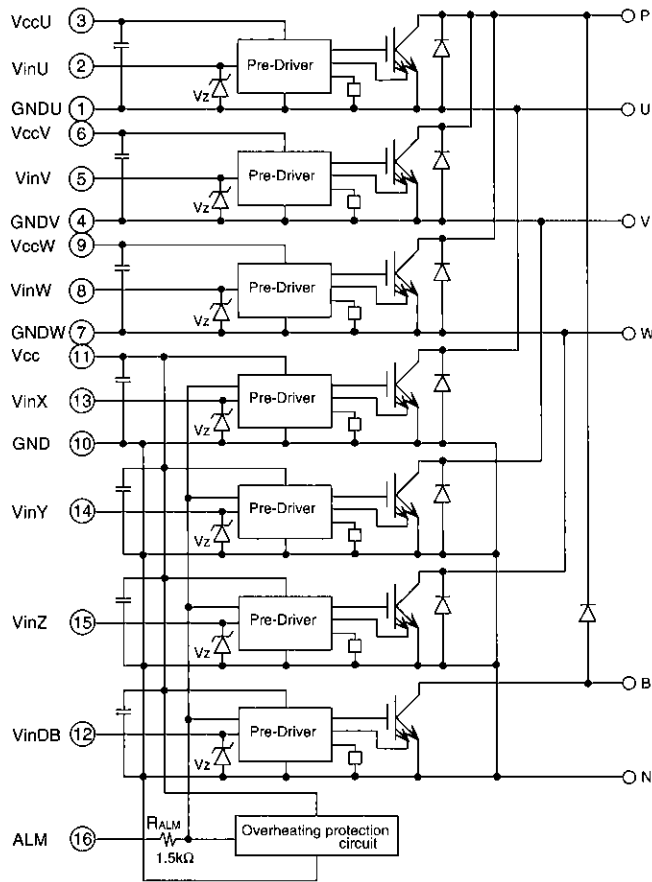 VccU 3 P
VinU 2 Pre-Driver
Vz
GNDU 1 U
VccV 6
VinV 5 Pre-Driver
Vz
GNDV 4 V
VccW 9
VinW 8 Pre-Driver
Vz
GNDW 7 W
Vcc 11
VinX 13 Pre-Driver
Vz
GND 10
VinY 14 Pre-Driver
Vz
VinZ 15 Pre-Driver
Vz
B
VinDB 12 Pre-Driver
Vz
N
ALM 16 RALM Overheating protection
1.5kΩ circuit